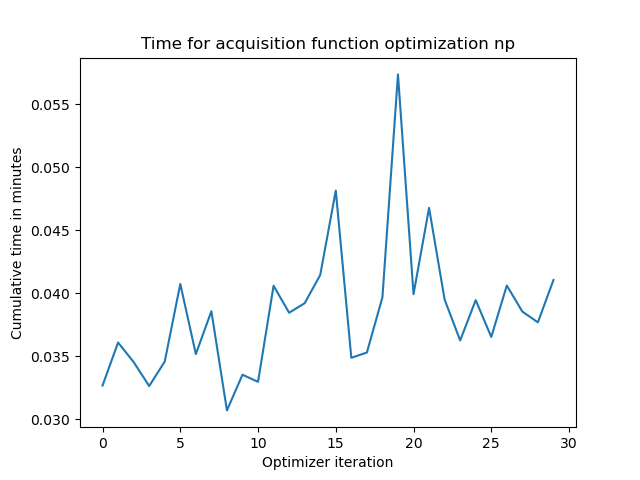 Time for acquisition function optimization np
Cumulative time in minutes
0.055
0.050
0.045
0.040
0.035
0.030
0 5 10 15 20 25 30
Optimizer iteration